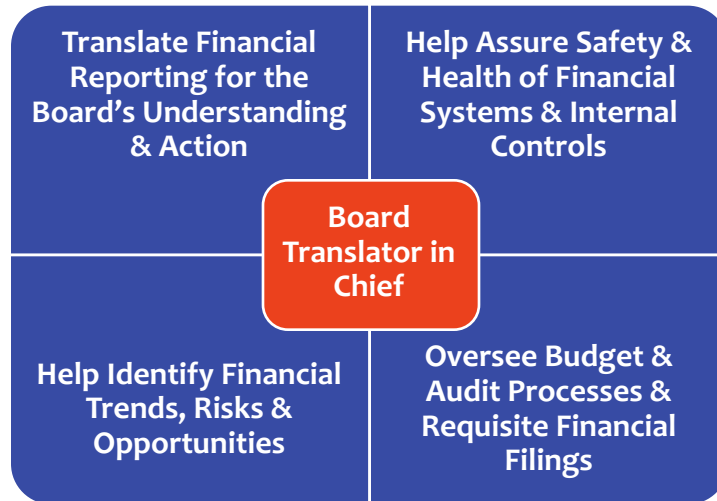 Translate Financial
Reporting for the
Board’s Understanding
& Action
Help Assure Safety &
Health of Financial
Systems & Internal
Controls
Board
Translator in
Chief
Help Identify Financial
Trends, Risks &
Opportunities
Oversee Budget &
Audit Processes &
Requisite Financial
Filings